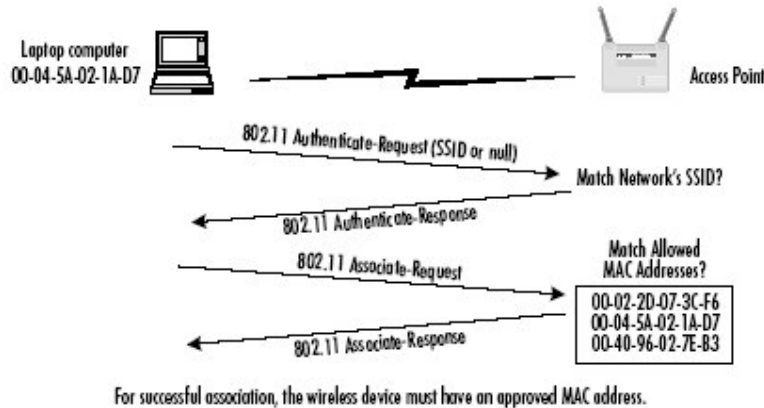 Laptop computer
00-04-5A-02-1A-D7
Access Point
802.11 Authenticate-Request (SSID or null)
Match Network's SSID?
802.11 Authenticate-Response
802.11 Associate-Request
Match Allowed
MAC Addresses?
00-02-2D-07-3C-F6
00-04-5A-02-1A-D7
00-40-96-02-7E-B3
802.11 Associate-Response
For successful association, the wireless device must have an approved MAC address.